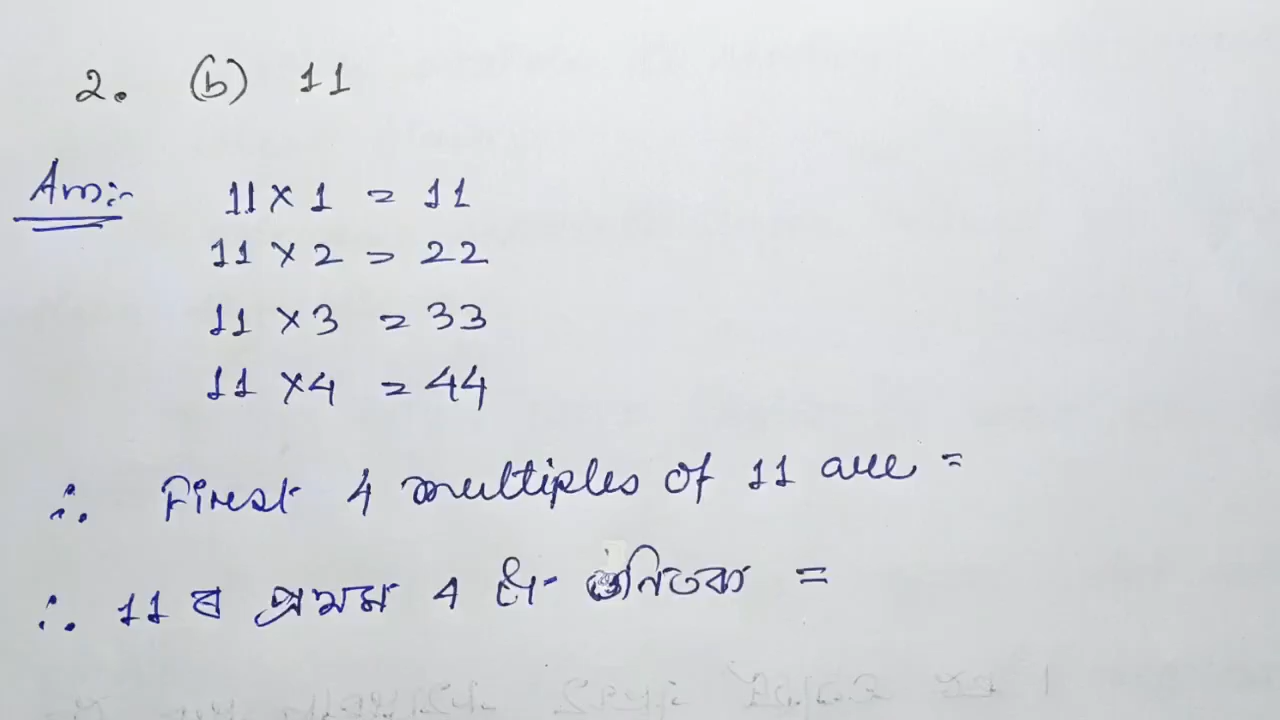 2. (b) 11
Ans:-
11 × 1 = 11
11 × 2 = 22
11 × 3 = 33
11 × 4 = 44
∴ First 4 multiples of 11 are =
∴ 11 ৰ প্ৰথম 4 টা গুনিতক =